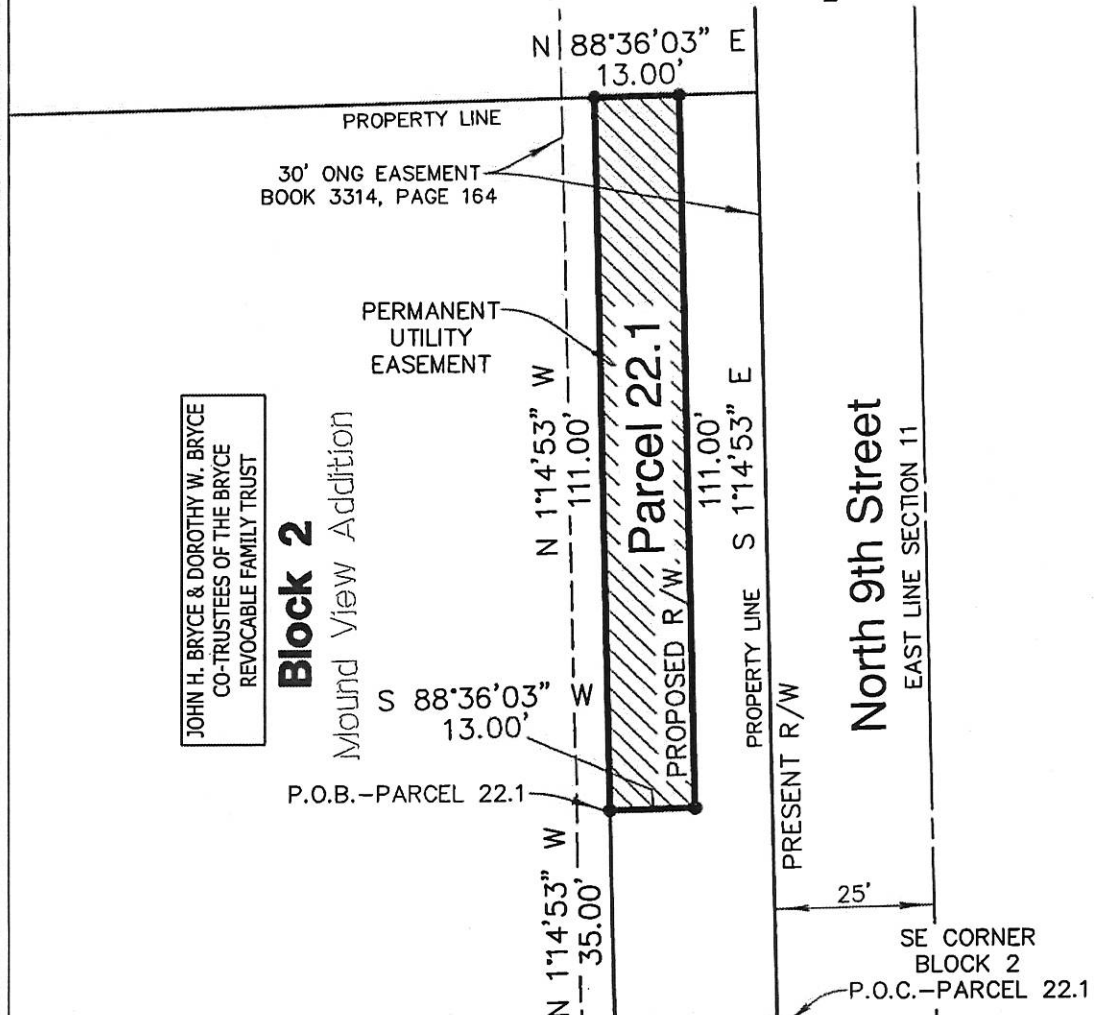 N 88°36'03" E
13.00'
PROPERTY LINE
30' ONG EASEMENT
BOOK 3314, PAGE 164
PERMANENT
UTILITY
EASEMENT
JOHN H. BRYCE & DOROTHY W. BRYCE
CO-TRUSTEES OF THE BRYCE
REVOCABLE FAMILY TRUST
Block 2
Mound View Addition
N 1°14'53" W
111.00'
Parcel 22.1
PROPOSED R/W
111.00'
S 1°14'53" E
PROPERTY LINE
PRESENT R/W
North 9th Street
EAST LINE SECTION 11
S 88°36'03" W
13.00'
P.O.B.-PARCEL 22.1
N 1°14'53" W
35.00'
25'
SE CORNER
BLOCK 2
P.O.C.-PARCEL 22.1